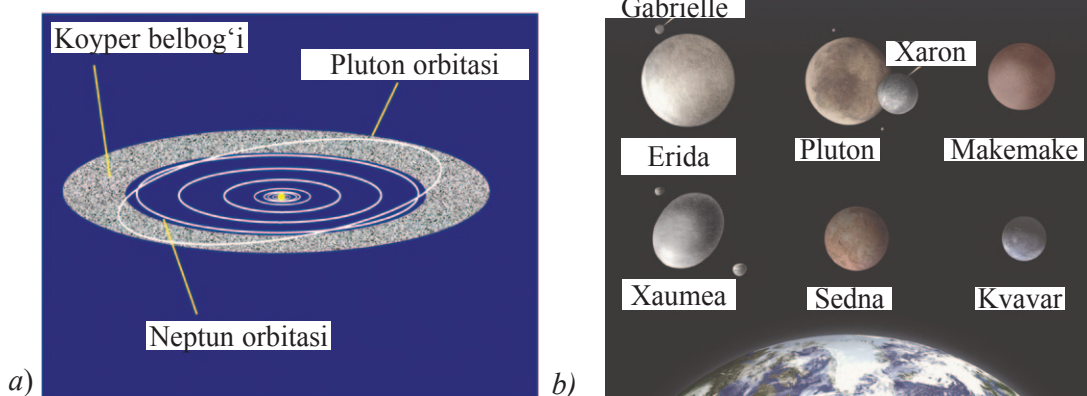 Koyper belbog‘i
Pluton orbitasi
Neptun orbitasi
a)
Gabrielle
Xaron
Erida
Pluton
Makemake
Xaumea
Sedna
Kvavar
b)